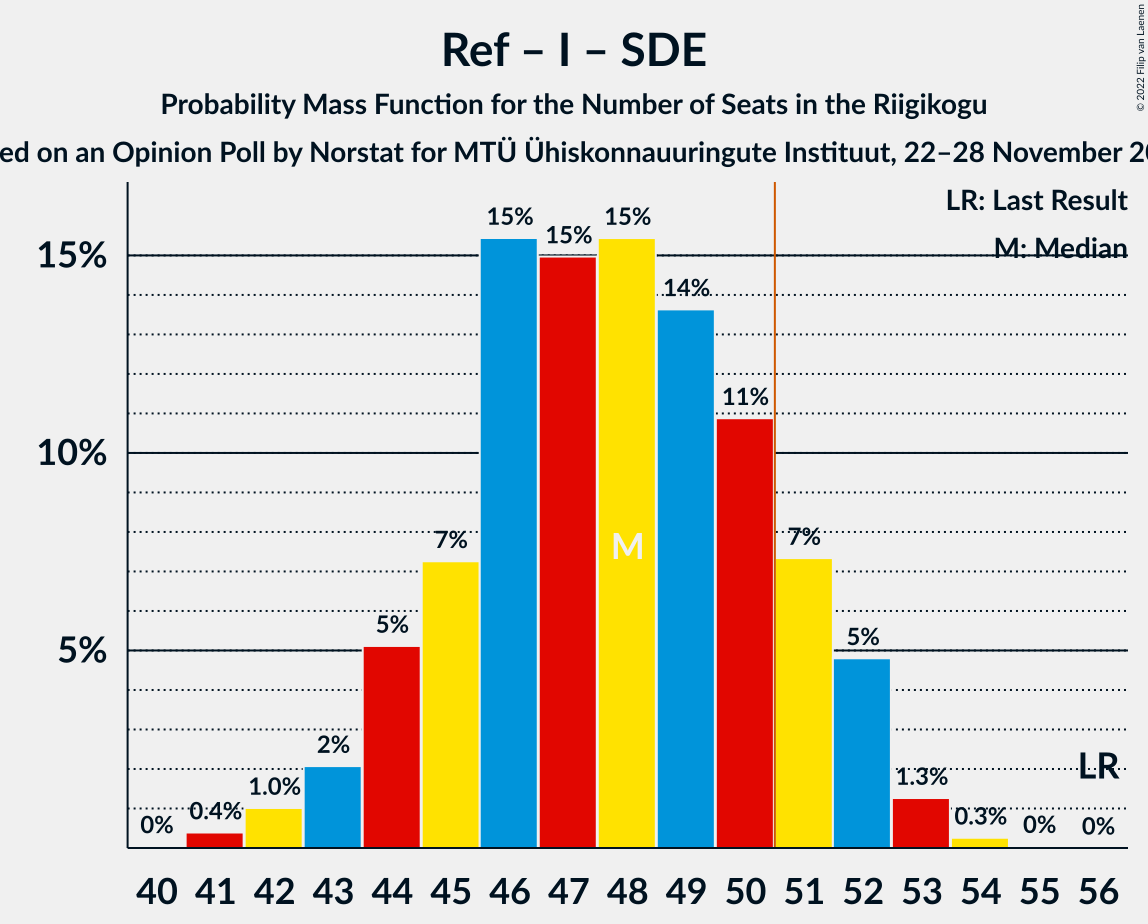 Ref – I – SDE
Probability Mass Function for the Number of Seats in the Riigikogu
ed on an Opinion Poll by Norstat for MTÜ Ühiskonnauuringute Instituut, 22–28 November 20
© 2022 Filip van Laenen
LR: Last Result
M: Median
15%
10%
5%
0%
0.4%
1.0%
2%
5%
7%
15%
15%
15%
14%
11%
7%
5%
1.3%
0.3%
0%
0%
M
LR
40 41 42 43 44 45 46 47 48 49 50 51 52 53 54 55 56